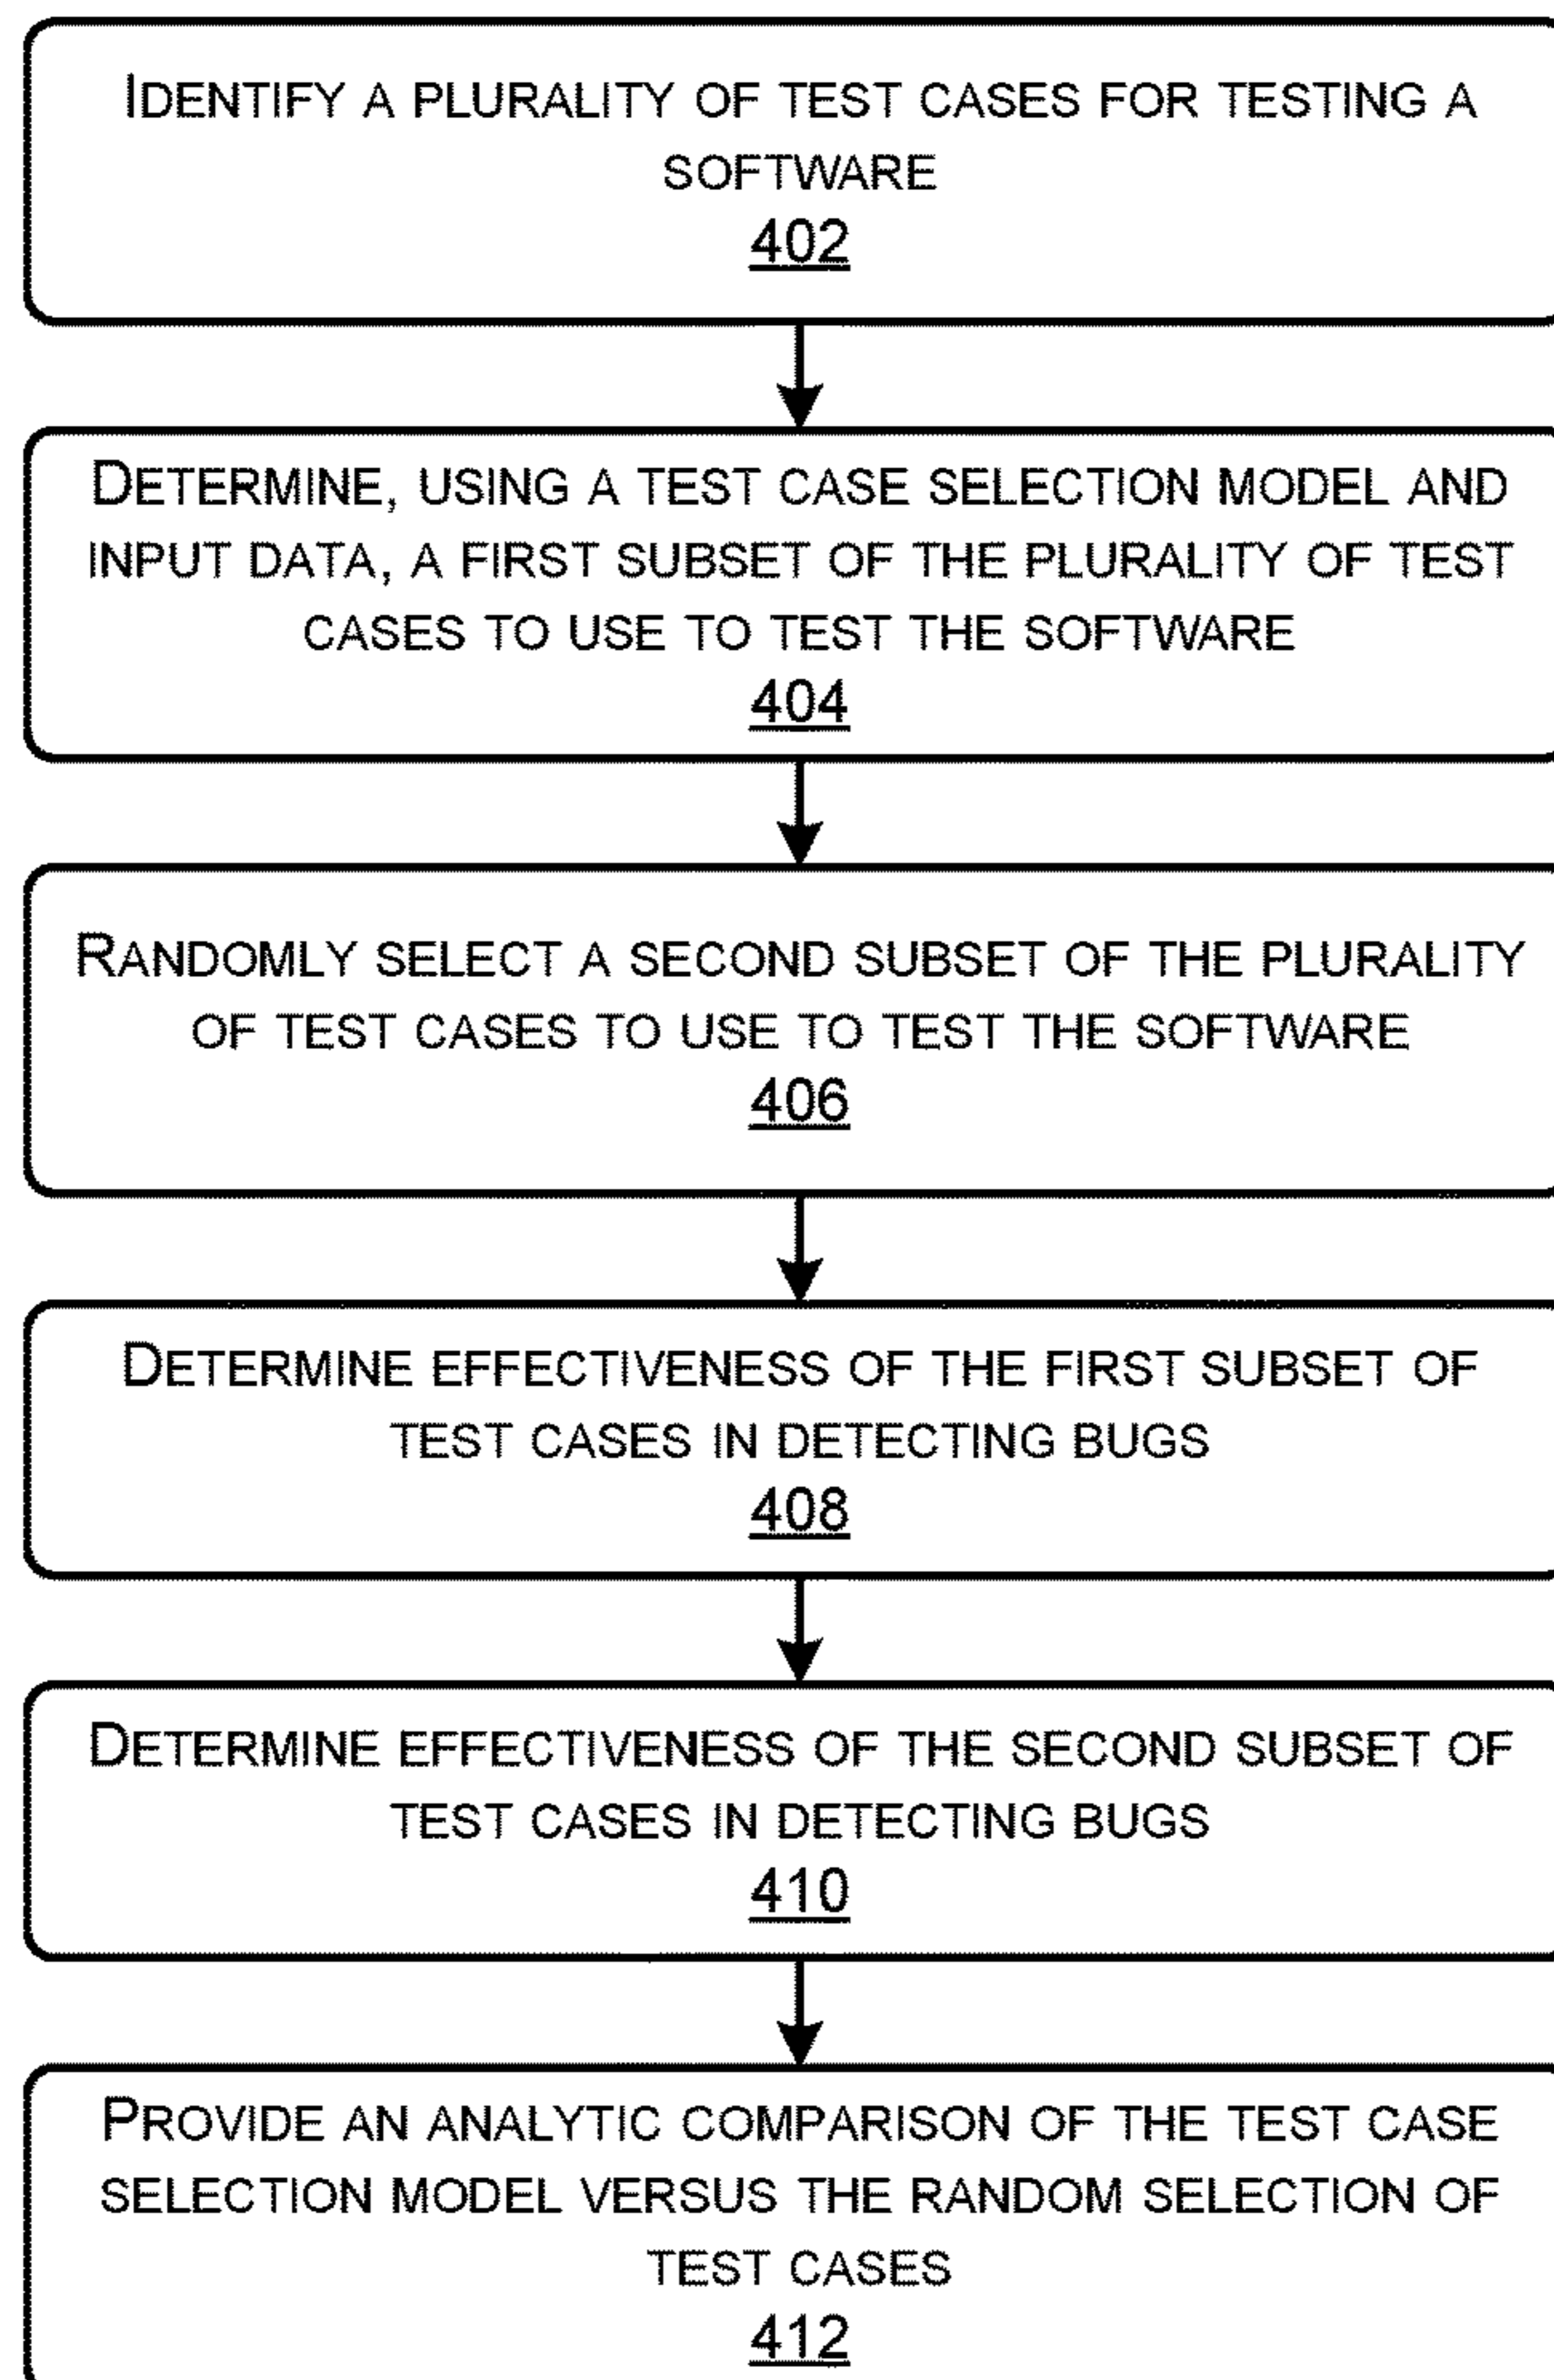 IDENTIFY A PLURALITY OF TEST CASES FOR TESTING A
SOFTWARE
402
DETERMINE, USING A TEST CASE SELECTION MODEL AND
INPUT DATA, A FIRST SUBSET OF THE PLURALITY OF TEST
CASES TO USE TO TEST THE SOFTWARE
404
RANDOMLY SELECT A SECOND SUBSET OF THE PLURALITY
OF TEST CASES TO USE TO TEST THE SOFTWARE
406
DETERMINE EFFECTIVENESS OF THE FIRST SUBSET OF
TEST CASES IN DETECTING BUGS
408
DETERMINE EFFECTIVENESS OF THE SECOND SUBSET OF
TEST CASES IN DETECTING BUGS
410
PROVIDE AN ANALYTIC COMPARISON OF THE TEST CASE
SELECTION MODEL VERSUS THE RANDOM SELECTION OF
TEST CASES
412